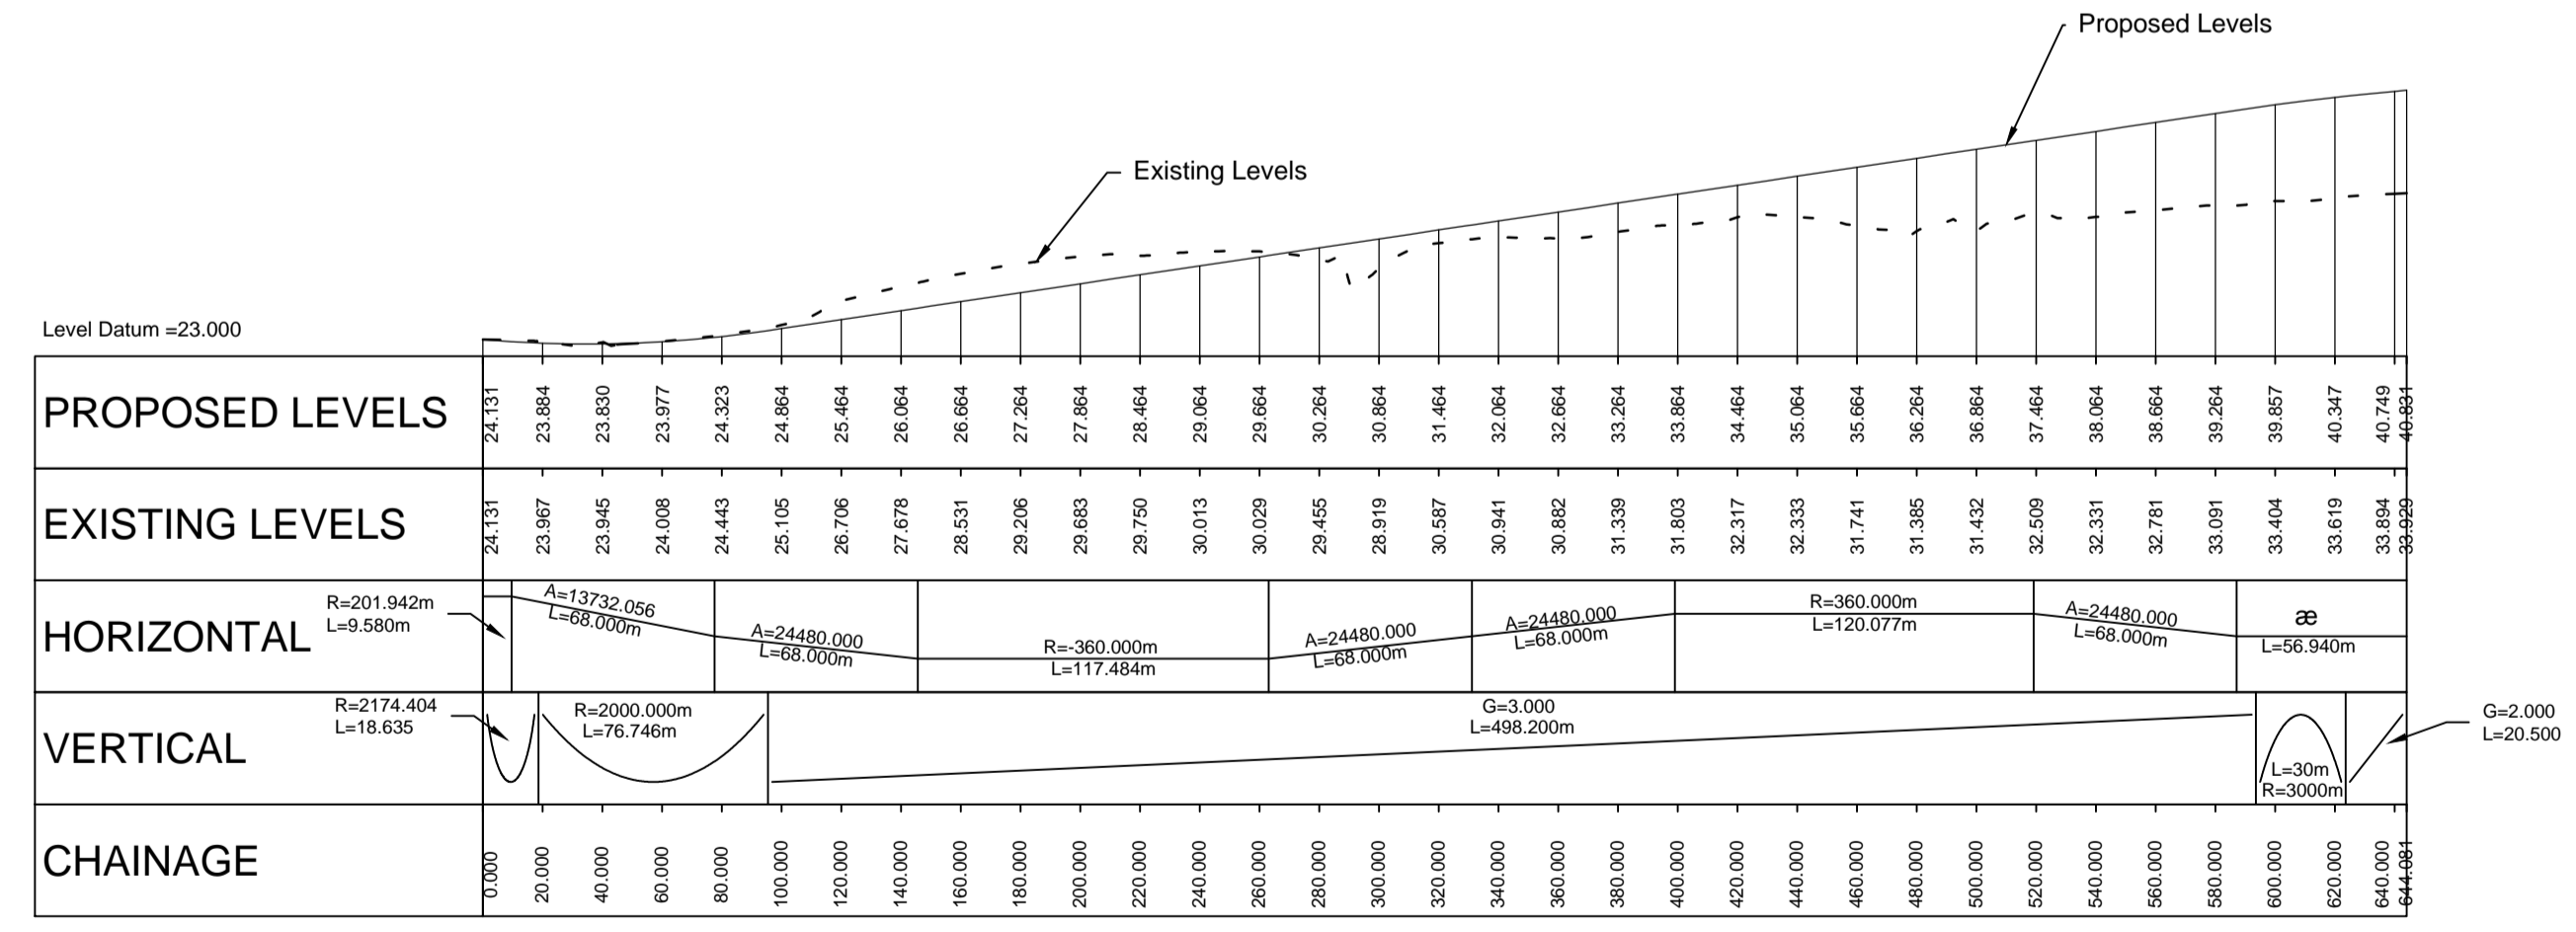 Proposed Levels
Existing Levels
Level Datum =23.000
PROPOSED LEVELS
24.131
23.884
23.830
23.977
24.323
24.864
25.464
26.064
26.664
27.264
27.864
28.464
29.064
29.664
30.264
30.864
31.464
32.064
32.664
33.264
33.864
34.464
35.064
35.664
36.264
36.864
37.464
38.064
38.664
39.264
39.857
40.347
40.749
40.831
EXISTING LEVELS
24.131
23.967
23.945
24.008
24.443
25.105
26.706
27.678
28.531
29.206
29.683
29.750
30.013
30.029
29.455
28.919
30.587
30.941
30.882
31.339
31.803
32.317
32.333
31.741
31.385
31.432
32.509
32.331
32.781
33.091
33.404
33.619
33.894
33.929
HORIZONTAL
R=201.942m
L=9.580m
A=13732.056
L=68.000m
A=24480.000
L=68.000m
R=-360.000m
L=117.484m
A=24480.000
L=68.000m
A=24480.000
L=68.000m
R=360.000m
L=120.077m
A=24480.000
L=68.000m
æ
L=56.940m
VERTICAL
R=2174.404
L=18.635
R=2000.000m
L=76.746m
G=3.000
L=498.200m
L=30m
R=3000m
G=2.000
L=20.500
CHAINAGE
0.000
20.000
40.000
60.000
80.000
100.000
120.000
140.000
160.000
180.000
200.000
220.000
240.000
260.000
280.000
300.000
320.000
340.000
360.000
380.000
400.000
420.000
440.000
460.000
480.000
500.000
520.000
540.000
560.000
580.000
600.000
620.000
640.000
644.081